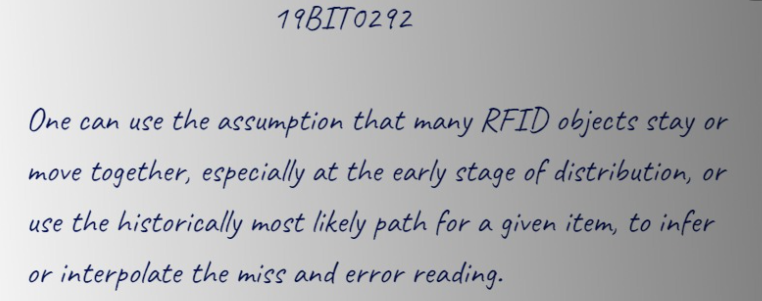 19BIT0292
One can use the assumption that many RFID objects stay or
move together, especially at the early stage of distribution, or
use the historically most likely path for a given item, to infer
or interpolate the miss and error reading.